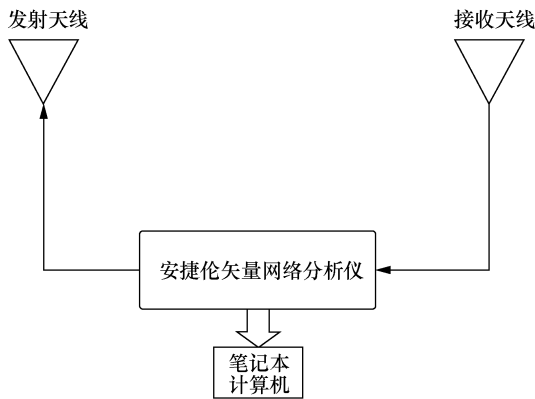 发射天线
接收天线
安捷伦矢量网络分析仪
笔记本
计算机